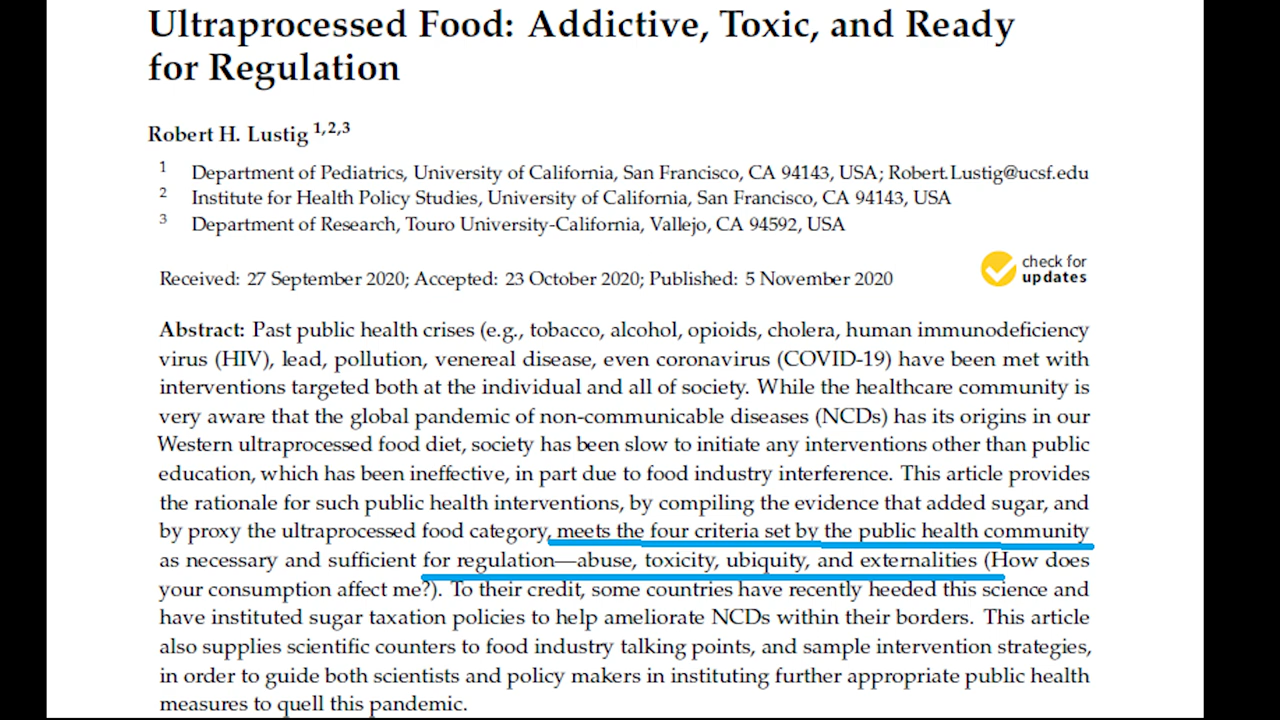 Ultraprocessed Food: Addictive, Toxic, and Ready
for Regulation
Robert H. Lustig 1,2,3
1 Department of Pediatrics, University of California, San Francisco, CA 94143, USA; Robert.Lustig@ucsf.edu
2 Institute for Health Policy Studies, University of California, San Francisco, CA 94143, USA
3 Department of Research, Touro University-California, Vallejo, CA 94592, USA
Received: 27 September 2020; Accepted: 23 October 2020; Published: 5 November 2020
check for
updates
Abstract: Past public health crises (e.g., tobacco, alcohol, opioids, cholera, human immunodeficiency
virus (HIV), lead, pollution, venereal disease, even coronavirus (COVID-19) have been met with
interventions targeted both at the individual and all of society. While the healthcare community is
very aware that the global pandemic of non-communicable diseases (NCDs) has its origins in our
Western ultraprocessed food diet, society has been slow to initiate any interventions other than public
education, which has been ineffective, in part due to food industry interference. This article provides
the rationale for such public health interventions, by compiling the evidence that added sugar, and
by proxy the ultraprocessed food category, meets the four criteria set by the public health community
as necessary and sufficient for regulation—abuse, toxicity, ubiquity, and externalities (How does
your consumption affect me?). To their credit, some countries have recently heeded this science and
have instituted sugar taxation policies to help ameliorate NCDs within their borders. This article
also supplies scientific counters to food industry talking points, and sample intervention strategies,
in order to guide both scientists and policy makers in instituting further appropriate public health
measures to quell this pandemic.